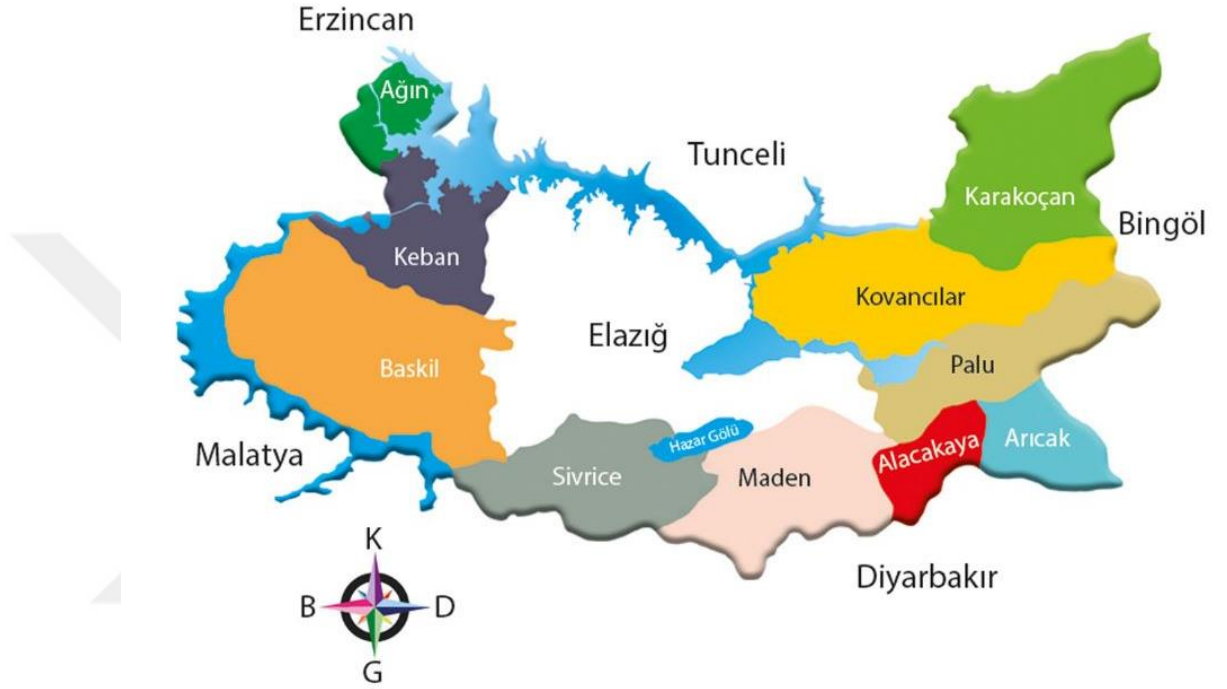 Erzincan
Ağın
Tunceli
Karakoçan
Bingöl
Keban
Kovancılar
Elazığ
Baskil
Palu
Malatya
Hazar Gölü
Alacakaya
Arıcak
Sivrice
Maden
Diyarbakır
K
B
D
G